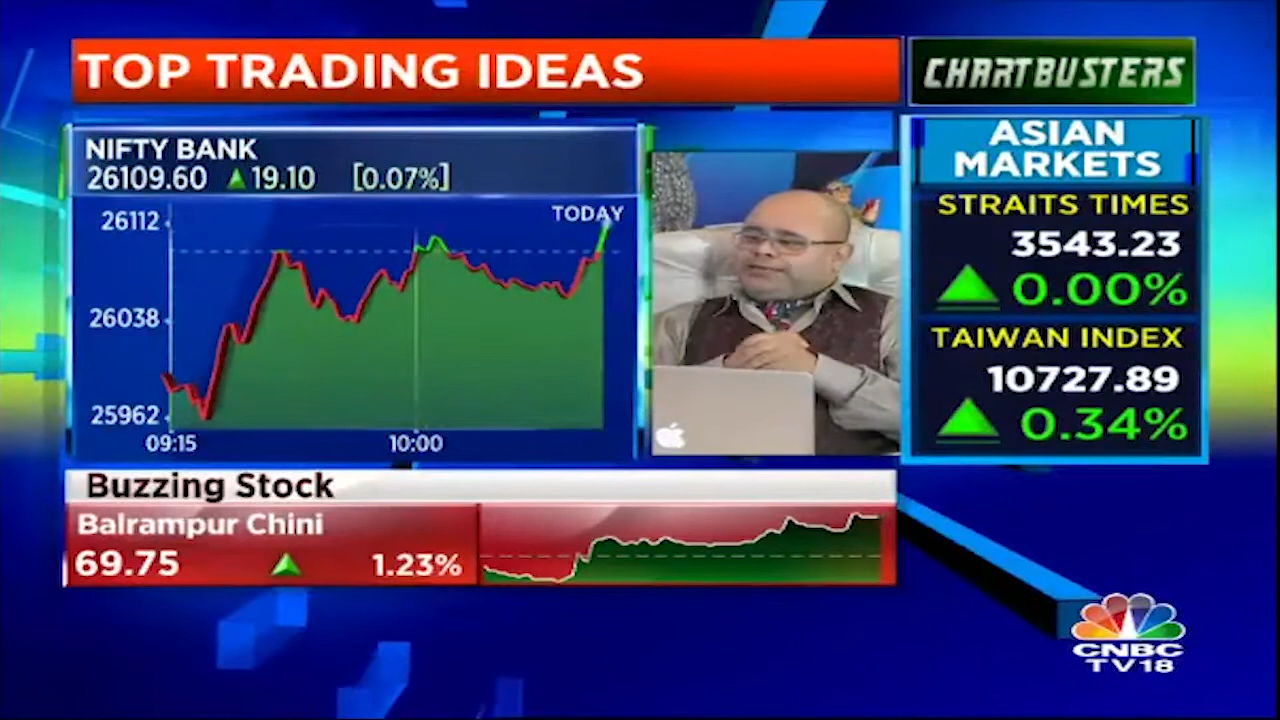 TOP TRADING IDEAS
CHARTBUSTERS
NIFTY BANK
26109.60 ▲ 19.10 [0.07%]
TODAY
26112
26038
25962
09:15 10:00
ASIAN
MARKETS
STRAITS TIMES
3543.23
▲ 0.00%
TAIWAN INDEX
10727.89
▲ 0.34%
Buzzing Stock
Balrampur Chini
69.75 ▲ 1.23%
CNBC
TV18